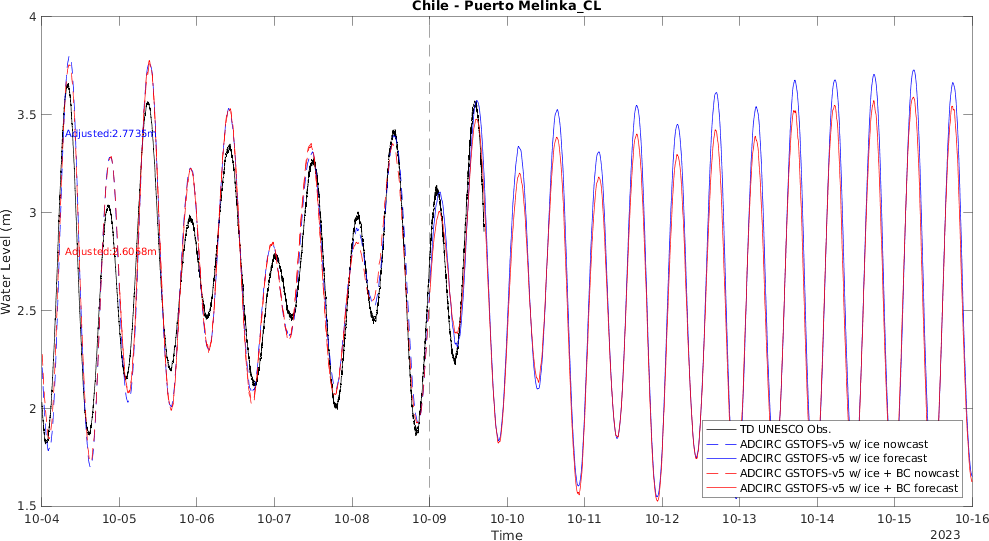 Chile - Puerto Melinka_CL
4
3.5
3
2.5
2
1.5
Water Level (m)
Adjusted:2.7735m
Adjusted:2.6058m
TD UNESCO Obs.
ADCIRC GSTOFS-v5 w/ ice nowcast
ADCIRC GSTOFS-v5 w/ ice forecast
ADCIRC GSTOFS-v5 w/ ice + BC nowcast
ADCIRC GSTOFS-v5 w/ ice + BC forecast
10-04 10-05 10-06 10-07 10-08 10-09 10-10 10-11 10-12 10-13 10-14 10-15 10-16
Time
2023